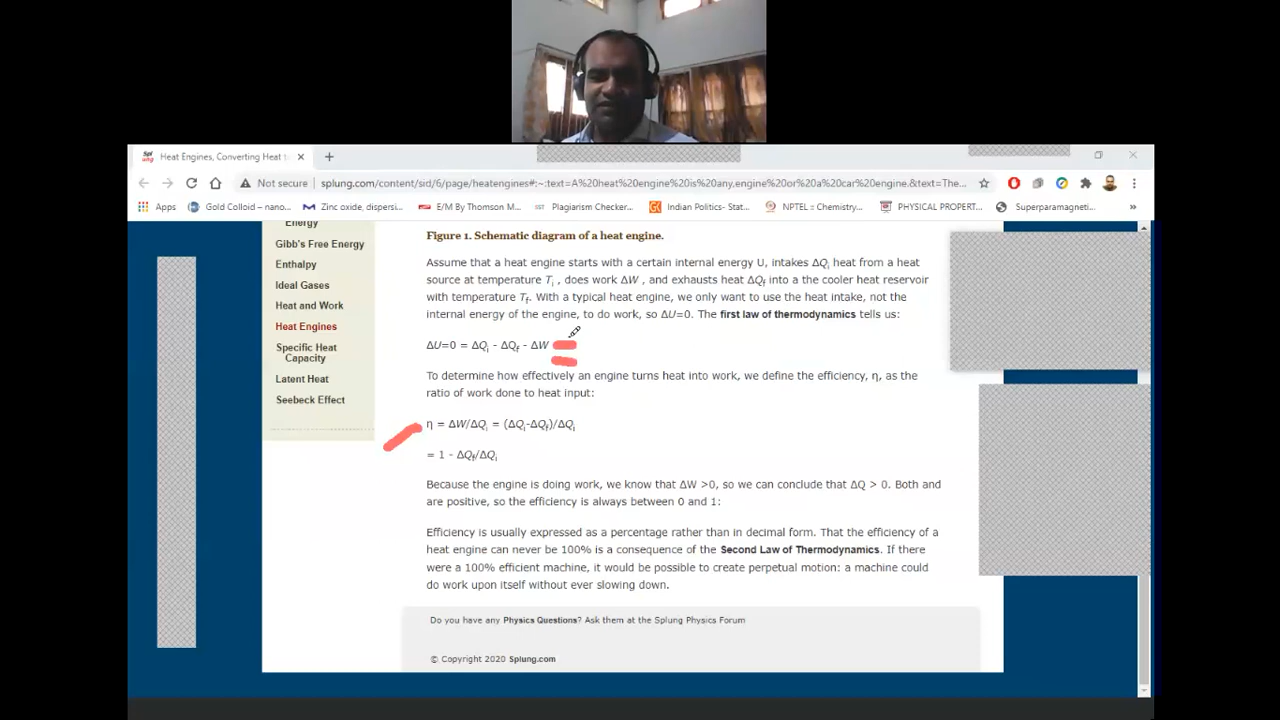 Heat Engines, Converting Heat t
Not secure
splung.com/content/sid/6/page/heatengines#:~:text=A%20heat%20engine%20is%20any,engine%20or%20a%20car%20engine.&text=The...
Apps
Gold Colloid – nano...
Zinc oxide, dispersi...
E/M By Thomson M...
Plagiarism Checker...
Indian Politics- Stat...
NPTEL :: Chemistry...
PHYSICAL PROPERT...
Superparamagneti...
Energy
Gibb's Free Energy
Enthalpy
Ideal Gases
Heat and Work
Heat Engines
Specific Heat
Capacity
Latent Heat
Seebeck Effect
Figure 1. Schematic diagram of a heat engine.
Assume that a heat engine starts with a certain internal energy U, intakes ΔQi heat from a heat
source at temperature Ti , does work ΔW , and exhausts heat ΔQf into a the cooler heat reservoir
with temperature Tf. With a typical heat engine, we only want to use the heat intake, not the
internal energy of the engine, to do work, so ΔU=0. The first law of thermodynamics tells us:
ΔU=0 = ΔQi - ΔQf - ΔW
To determine how effectively an engine turns heat into work, we define the efficiency, η, as the
ratio of work done to heat input:
η = ΔW/ΔQi = (ΔQi-ΔQf)/ΔQi
= 1 - ΔQf/ΔQi
Because the engine is doing work, we know that ΔW >0, so we can conclude that ΔQ > 0. Both and
are positive, so the efficiency is always between 0 and 1:
Efficiency is usually expressed as a percentage rather than in decimal form. That the efficiency of a
heat engine can never be 100% is a consequence of the Second Law of Thermodynamics. If there
were a 100% efficient machine, it would be possible to create perpetual motion: a machine could
do work upon itself without ever slowing down.
Do you have any Physics Questions? Ask them at the Splung Physics Forum
© Copyright 2020 Splung.com